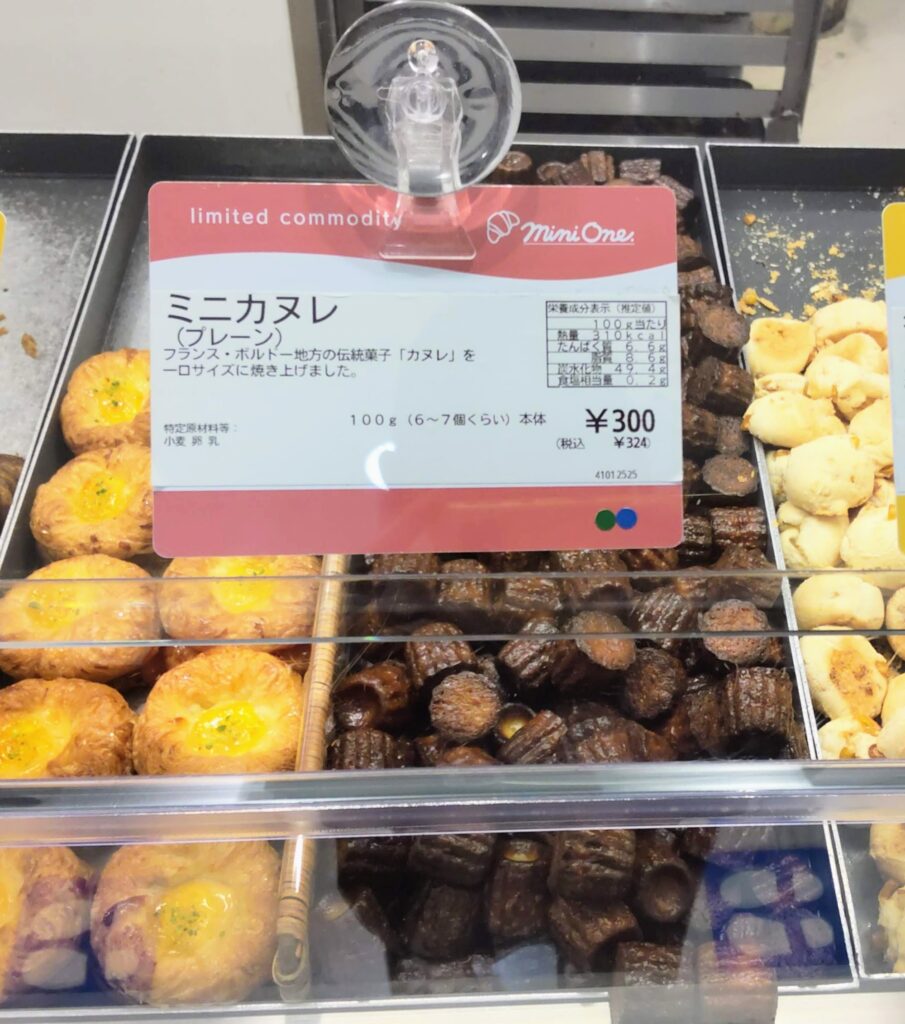 limited commodity
mini One.
ミニカヌレ
(プレーン)
フランス・ボルドー地方の伝統菓子「カヌレ」を
一口サイズに焼き上げました。
栄養成分表示(推定値)
100g当たり
熱量 310kcal
たんぱく質 6.6g
脂質 8.6g
炭水化物 49.4g
食塩相当量 0.2g
特定原材料等:
小麦 卵 乳
100g(6〜7個くらい)本体 ¥300
(税込 ¥324)
41012525